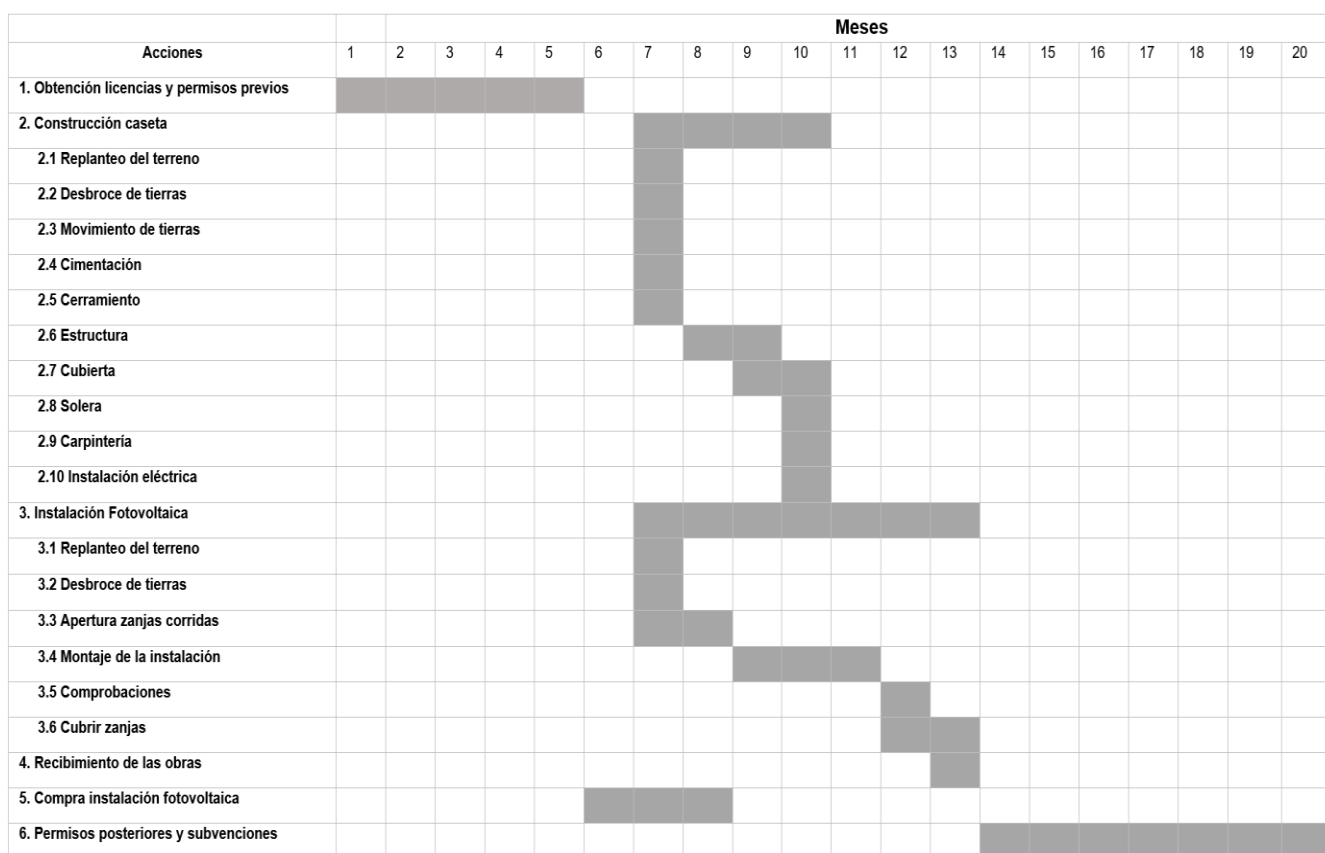 Meses
Acciones 1 2 3 4 5 6 7 8 9 10 11 12 13 14 15 16 17 18 19 20
1. Obtención licencias y permisos previos
2. Construcción caseta
2.1 Replanteo del terreno
2.2 Desbroce de tierras
2.3 Movimiento de tierras
2.4 Cimentación
2.5 Cerramiento
2.6 Estructura
2.7 Cubierta
2.8 Solera
2.9 Carpintería
2.10 Instalación eléctrica
3. Instalación Fotovoltaica
3.1 Replanteo del terreno
3.2 Desbroce de tierras
3.3 Apertura zanjas corridas
3.4 Montaje de la instalación
3.5 Comprobaciones
3.6 Cubrir zanjas
4. Recibimiento de las obras
5. Compra instalación fotovoltaica
6. Permisos posteriores y subvenciones